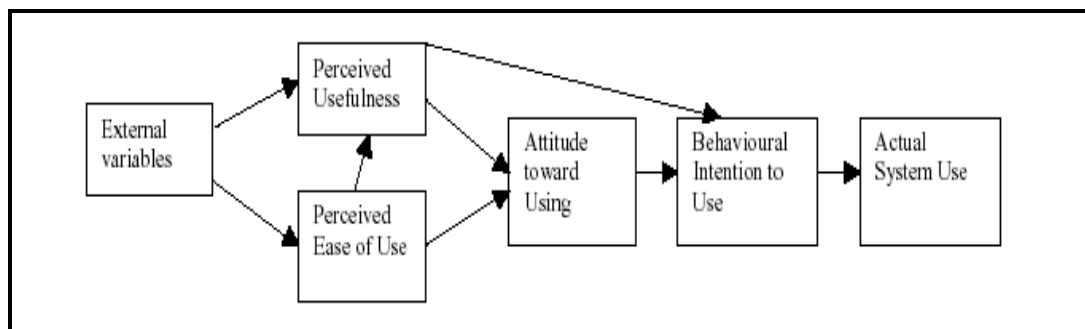 External
variables
Perceived
Usefulness
Perceived
Ease of Use
Attitude
toward
Using
Behavioural
Intention to
Use
Actual
System Use